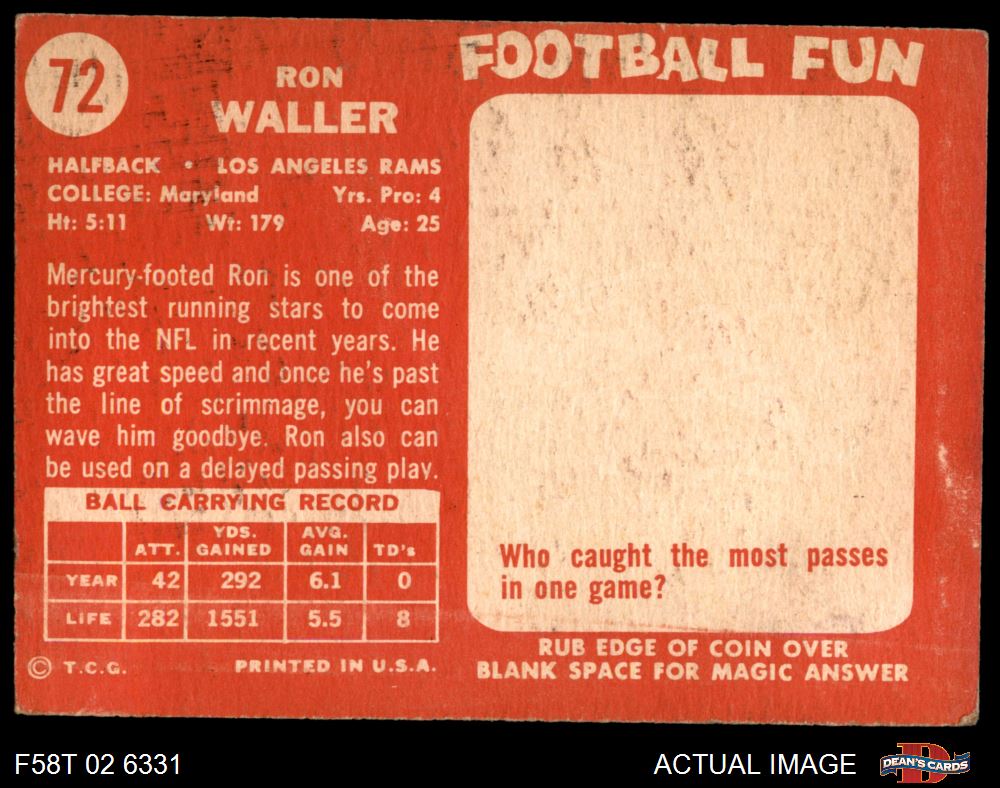 72
RON
WALLER
HALFBACK • LOS ANGELES RAMS
COLLEGE: Maryland Yrs. Pro: 4
Ht: 5:11 Wt: 179 Age: 25
Mercury-footed Ron is one of the
brightest running stars to come
into the NFL in recent years. He
has great speed and once he's past
the line of scrimmage, you can
wave him goodbye. Ron also can
be used on a delayed passing play.
BALL CARRYING RECORD
ATT. YDS. GAINED AVG. GAIN TD's
YEAR 42 292 6.1 0
LIFE 282 1551 5.5 8
© T.C.G. PRINTED IN U.S.A.
FOOTBALL FUN
Who caught the most passes
in one game?
RUB EDGE OF COIN OVER
BLANK SPACE FOR MAGIC ANSWER
F58T 02 6331 ACTUAL IMAGE
DEAN'S CARDS